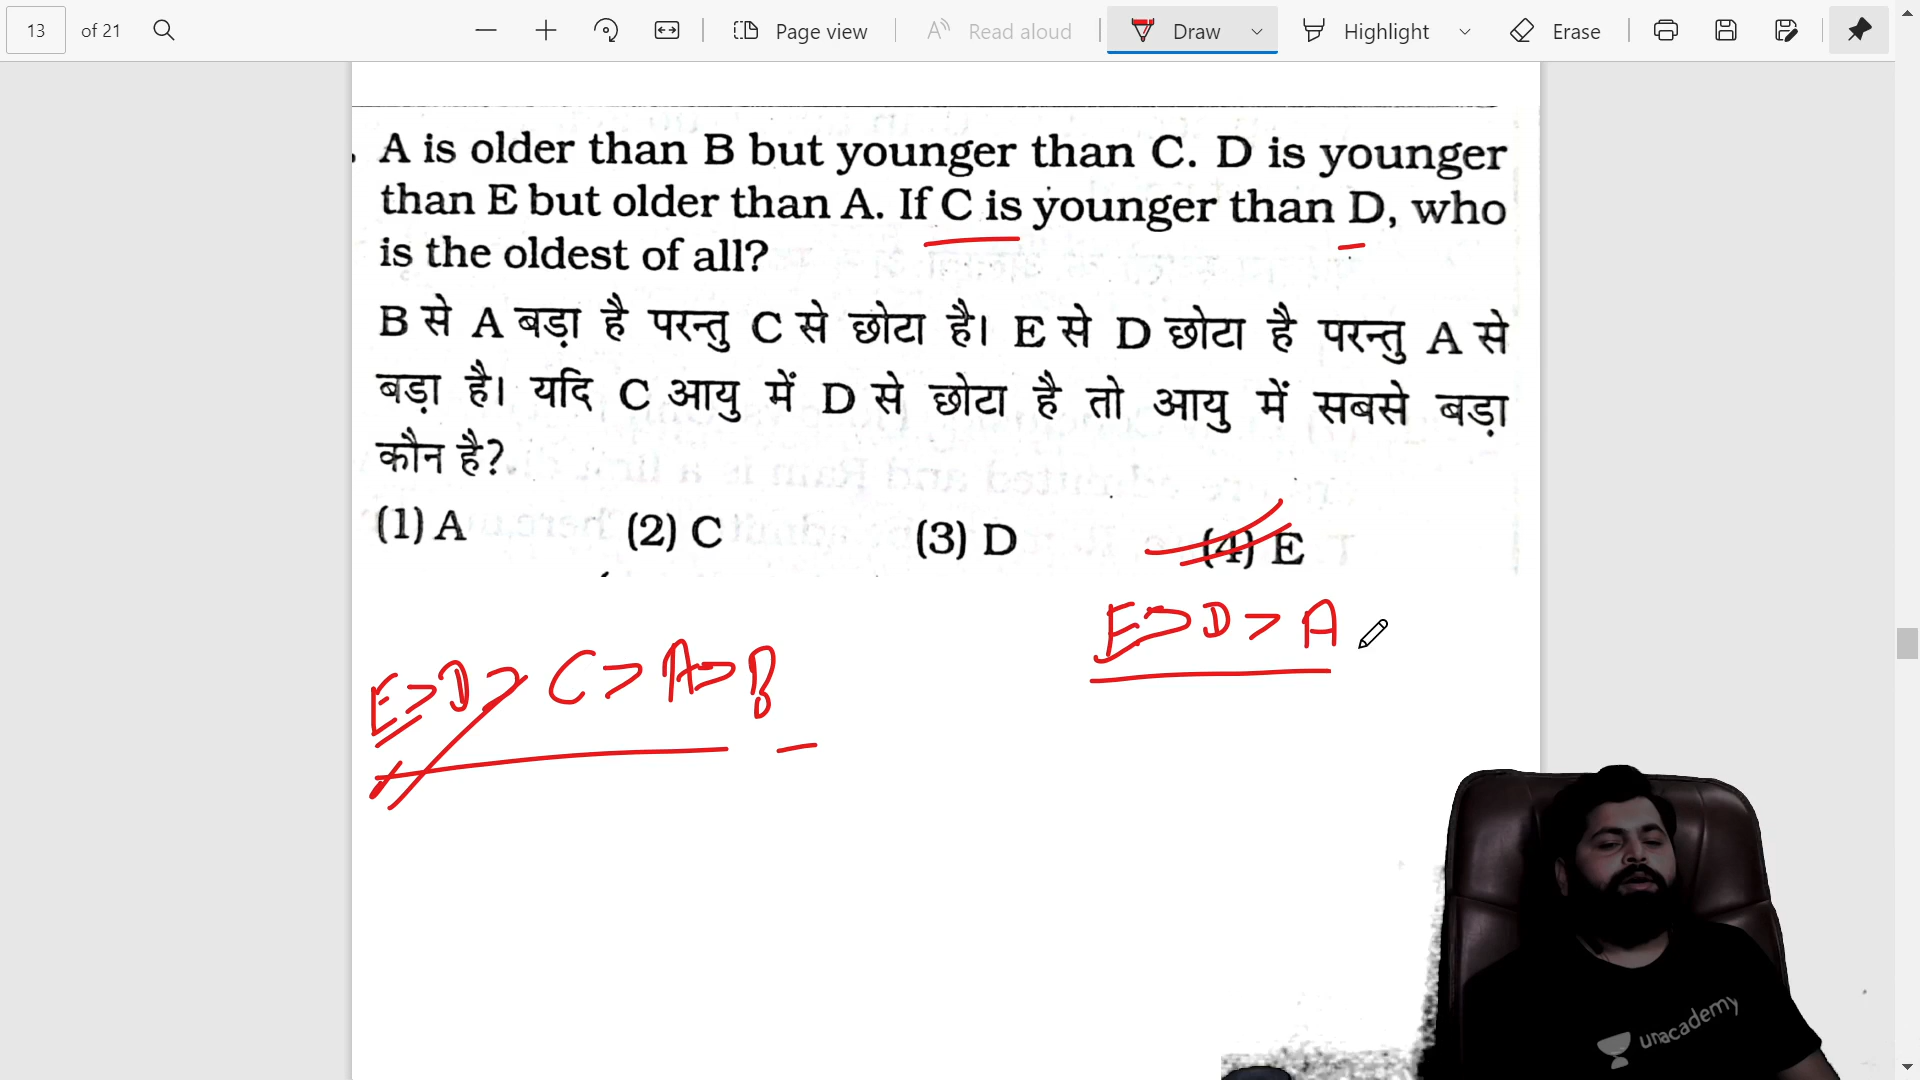 13 of 21 Page view Read aloud Draw Highlight Erase
A is older than B but younger than C. D is younger
than E but older than A. If C is younger than D, who
is the oldest of all?
B से A बड़ा है परन्तु C से छोटा है। E से D छोटा है परन्तु A से
बड़ा है। यदि C आयु में D से छोटा है तो आयु में सबसे बड़ा
कौन है?
(1) A (2) C (3) D (4) E
E > D > A
E > D > C > A > B
unacademy